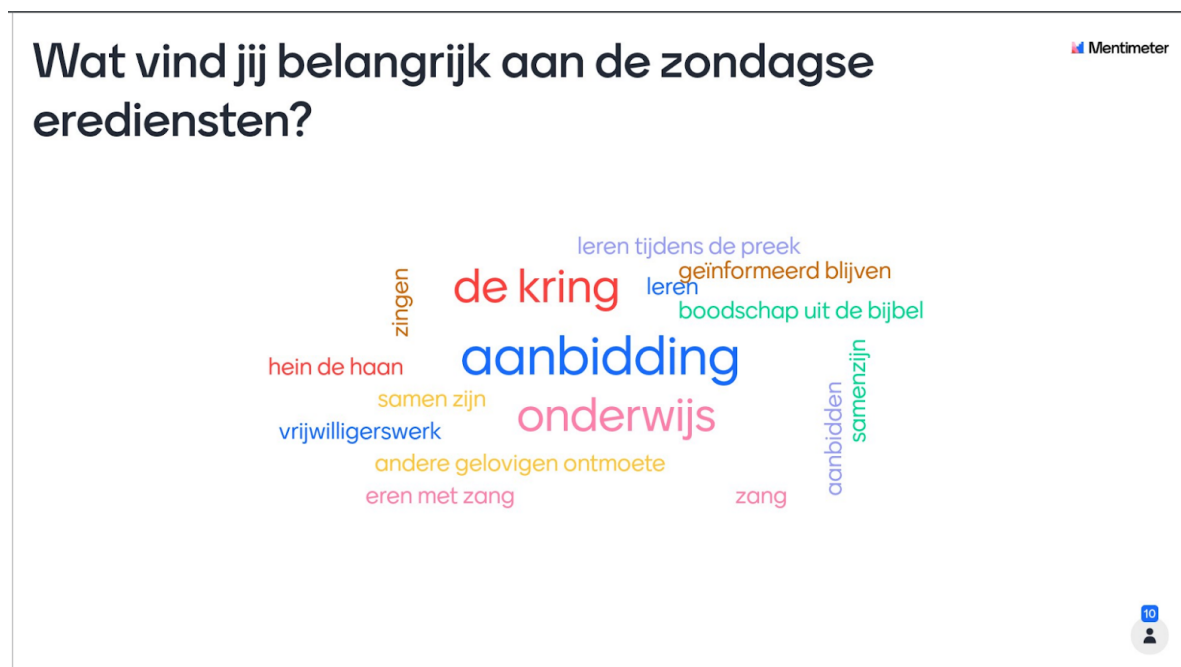 Wat vind jij belangrijk aan de zondagse
erediensten?
Mentimeter
leren tijdens de preek
geïnformeerd blijven
de kring
leren
zingen
boodschap uit de bijbel
aanbidding
samenzijn
hein de haan
samen zijn
aanbidden
onderwijs
vrijwilligerswerk
andere gelovigen ontmoete
eren met zang
zang
10